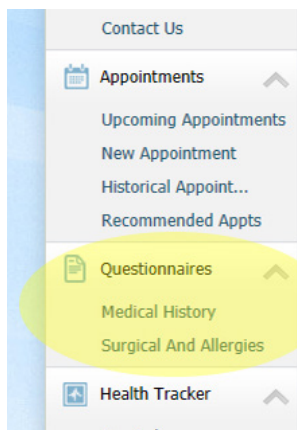 Contact Us
Appointments
Upcoming Appointments
New Appointment
Historical Appoint...
Recommended Appts
Questionnaires
Medical History
Surgical And Allergies
Health Tracker